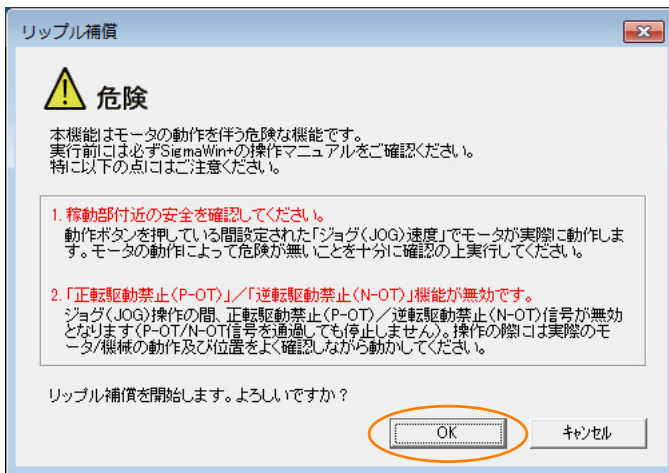 リップル補償
危険
本機能はモータの動作を伴う危険な機能です。
実行前には必ずSigmaWin+の操作マニュアルをご確認ください。
特に以下の点にはご注意ください。
1.稼動部付近の安全を確認してください。
動作ボタンを押している間設定された「ジョグ(JOG)速度」でモータが実際に動作しま
す。モータの動作によって危険が無いことを十分に確認の上実行してください。
2.「正転駆動禁止(P-OT)」/「逆転駆動禁止(N-OT)」機能が無効です。
ジョグ(JOG)操作の間、正転駆動禁止(P-OT)/逆転駆動禁止(N-OT)信号が無効
となります(P-OT/N-OT信号を通過しても停止しません)。操作の際には実際のモ
ータ/機械の動作及び位置をよく確認しながら動かしてください。
リップル補償を開始します。よろしいですか?
OK
キャンセル